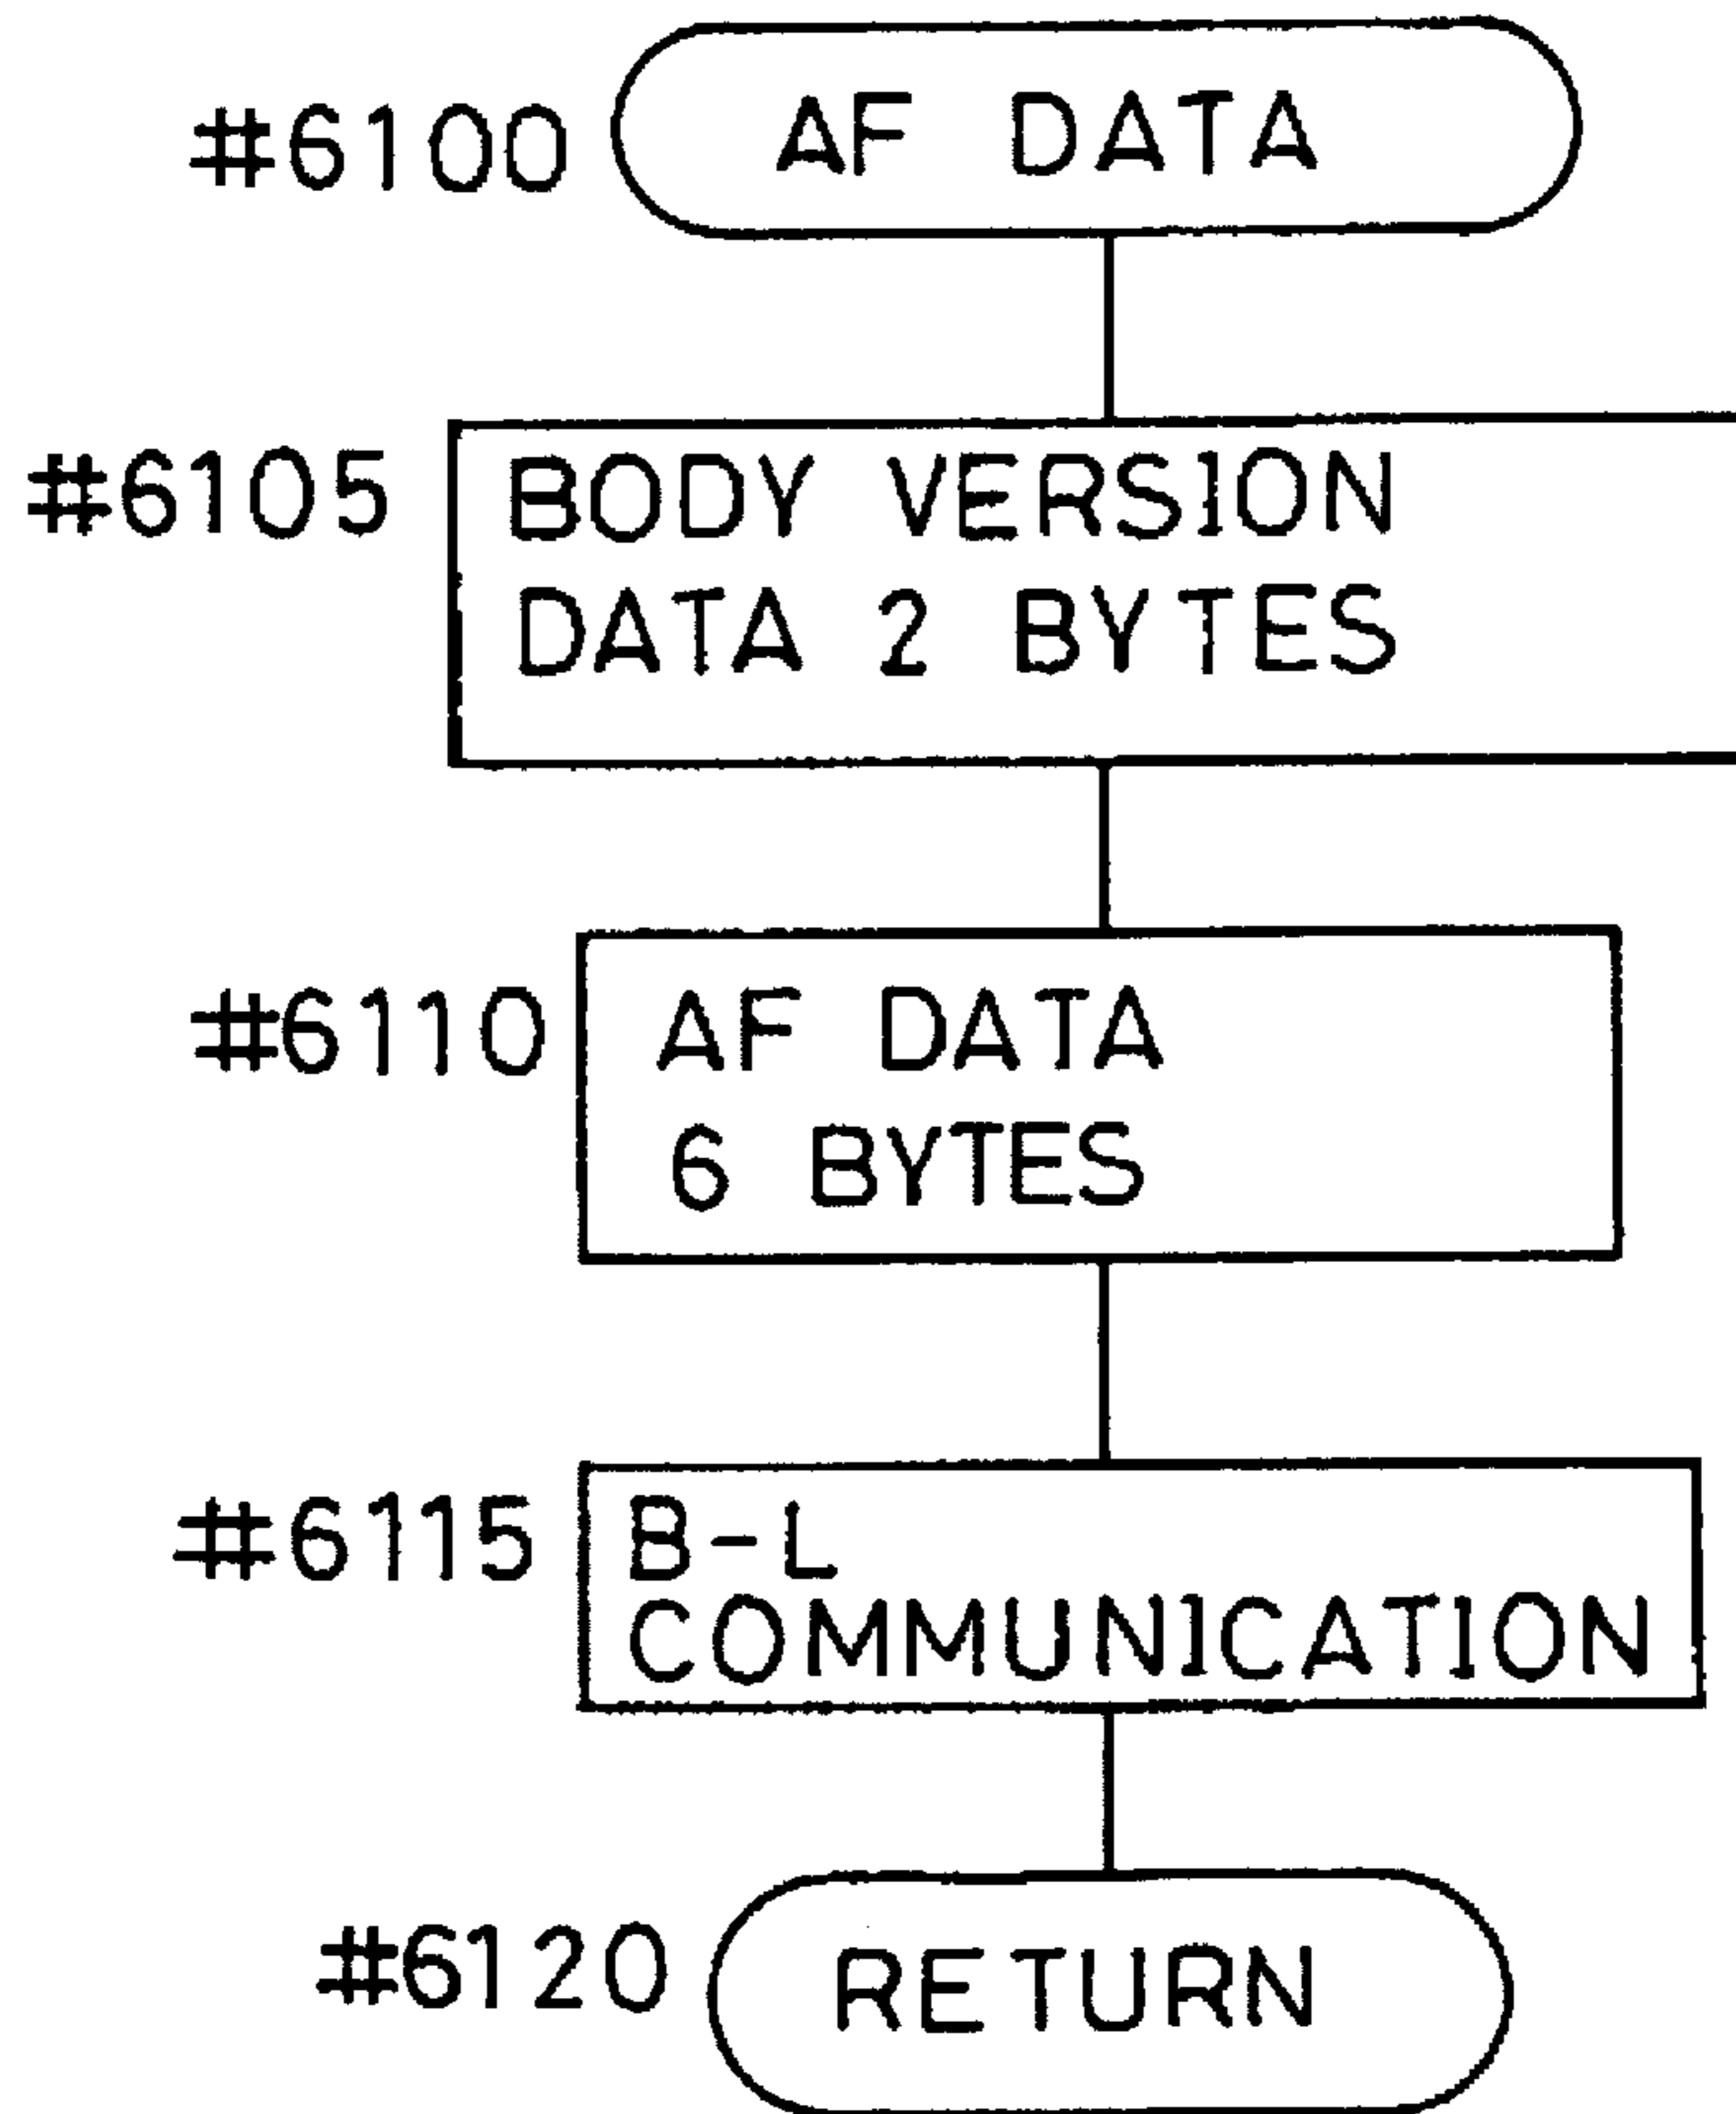 #6100 AF DATA
#6105 BODY VERSION
DATA 2 BYTES
#6110 AF DATA
6 BYTES
#6115 B-L
COMMUNICATION
#6120 RETURN